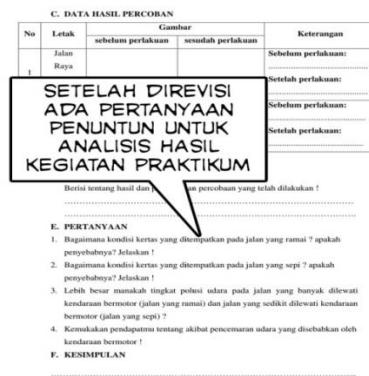 C. DATA HASIL PERCOBAN
No Letak Gambar Keterangan
sebelum perlakuan sesudah perlakuan
Jalan Sebelum perlakuan:
Raya
1 Setelah perlakuan:
Sebelum perlakuan:
Setelah perlakuan:
SETELAH DIREVISI
ADA PERTANYAAN
PENUNTUN UNTUK
ANALISIS HASIL
KEGIATAN PRAKTIKUM
Berisi tentang hasil dan percobaan yang telah dilakukan !
E. PERTANYAAN
1. Bagaimana kondisi kertas yang ditempatkan pada jalan yang ramai ? apakah
penyebabnya? Jelaskan !
2. Bagaimana kondisi kertas yang ditempatkan pada jalan yang sepi ? apakah
penyebabnya? Jelaskan !
3. Lebih besar manakah tingkat polusi udara pada jalan yang banyak dilewati
kendaraan bermotor (jalan yang ramai) dan jalan yang sedikit dilewati kendaraan
bermotor (jalan yang sepi) ?
4. Kemukakan pendapatmu tentang akibat pencemaran udara yang disebabkan oleh
kendaraan bermotor !
F. KESIMPULAN